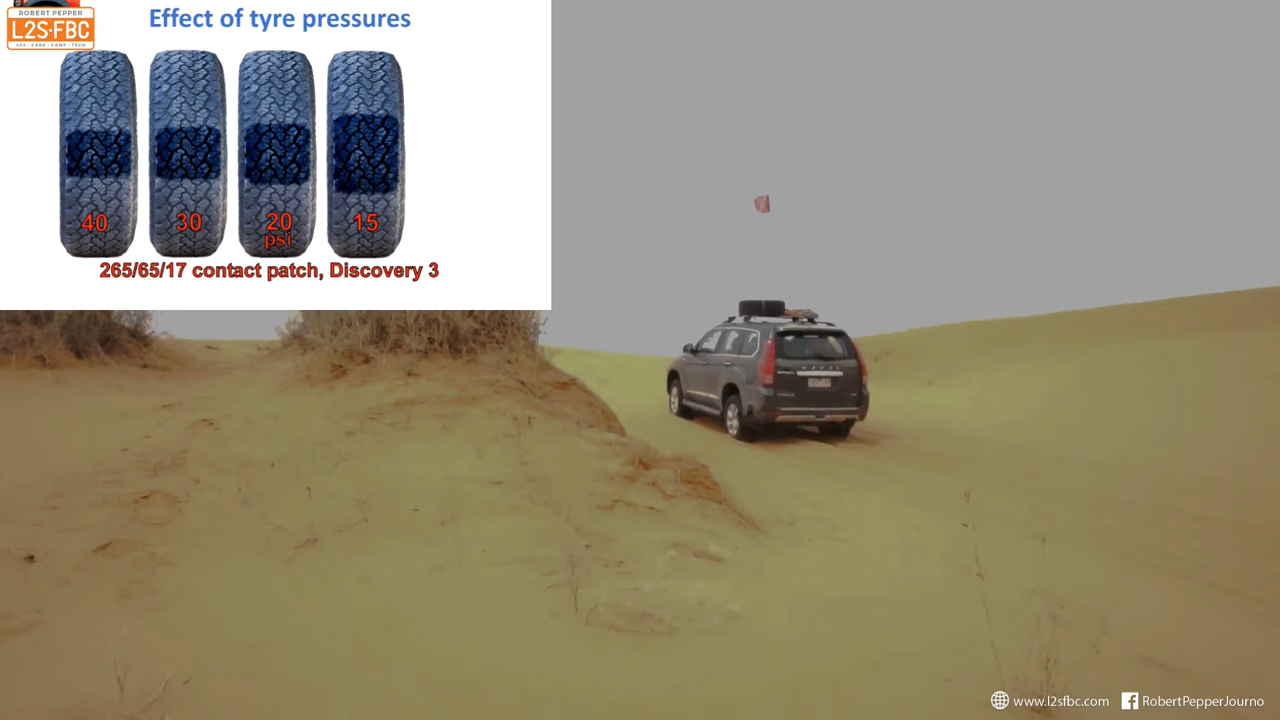 Effect of tyre pressures
ROBERT PEPPER
L2S·FBC
4X4 - CARS - CAMP - TECH
40
30
20
15
psi
265/65/17 contact patch, Discovery 3
HAVAL
www.l2sfbc.com
RobertPepperJourno